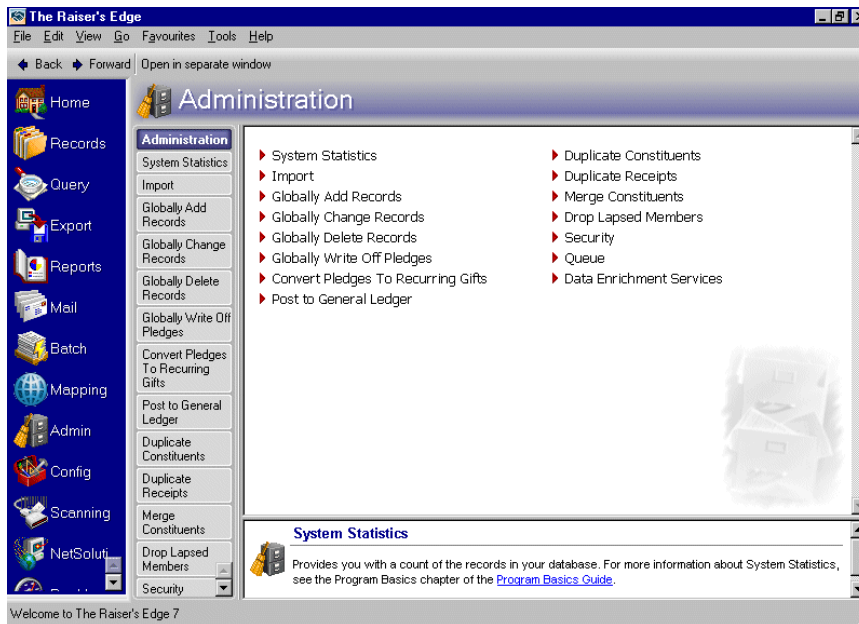 The Raiser's Edge
File Edit View Go Favourites Tools Help
Back Forward Open in separate window
Administration
Home
Records
Query
Export
Reports
Mail
Batch
Mapping
Admin
Config
Scanning
NetSoluti
Administration
System Statistics
Import
Globally Add
Records
Globally Change
Records
Globally Delete
Records
Globally Write Off
Pledges
Convert Pledges
To Recurring
Gifts
Post to General
Ledger
Duplicate
Constituents
Duplicate
Receipts
Merge
Constituents
Drop Lapsed
Members
Security
System Statistics
Import
Globally Add Records
Globally Change Records
Globally Delete Records
Globally Write Off Pledges
Convert Pledges To Recurring Gifts
Post to General Ledger
Duplicate Constituents
Duplicate Receipts
Merge Constituents
Drop Lapsed Members
Security
Queue
Data Enrichment Services
System Statistics
Provides you with a count of the records in your database. For more information about System Statistics,
see the Program Basics chapter of the Program Basics Guide.
Welcome to The Raiser's Edge 7